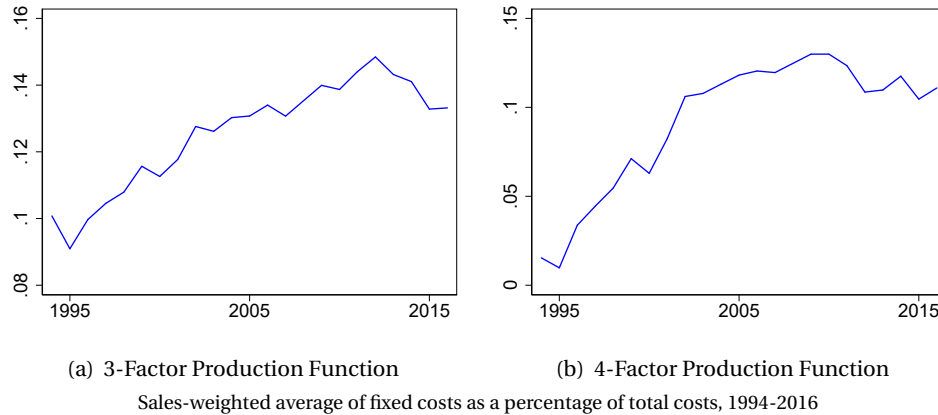 .16
.14
.12
.1
.08
1995 2005 2015
(a) 3-Factor Production Function
.15
.1
.05
0
1995 2005 2015
(b) 4-Factor Production Function
Sales-weighted average of fixed costs as a percentage of total costs, 1994-2016